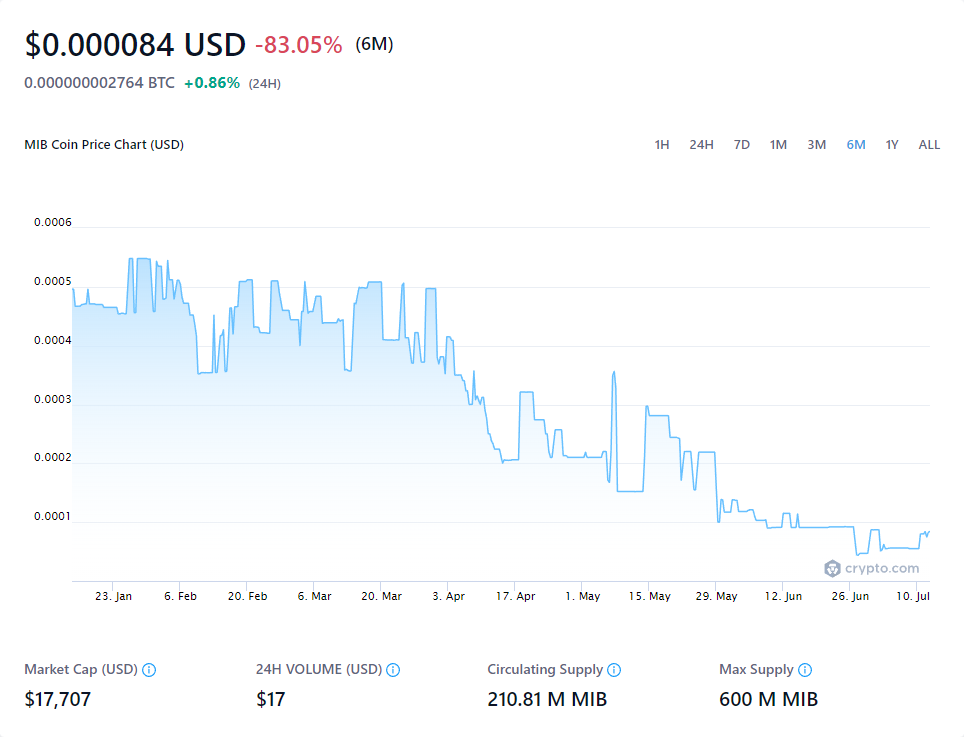 $0.000084 USD -83.05% (6M)
0.000000002764 BTC +0.86% (24H)
MIB Coin Price Chart (USD) 1H 24H 7D 1M 3M 6M 1Y ALL
0.0006
0.0005
0.0004
0.0003
0.0002
0.0001
crypto.com
23. Jan 6. Feb 20. Feb 6. Mar 20. Mar 3. Apr 17. Apr 1. May 15. May 29. May 12. Jun 26. Jun 10. Jul
Market Cap (USD) 24H VOLUME (USD) Circulating Supply Max Supply
$17,707 $17 210.81 M MIB 600 M MIB